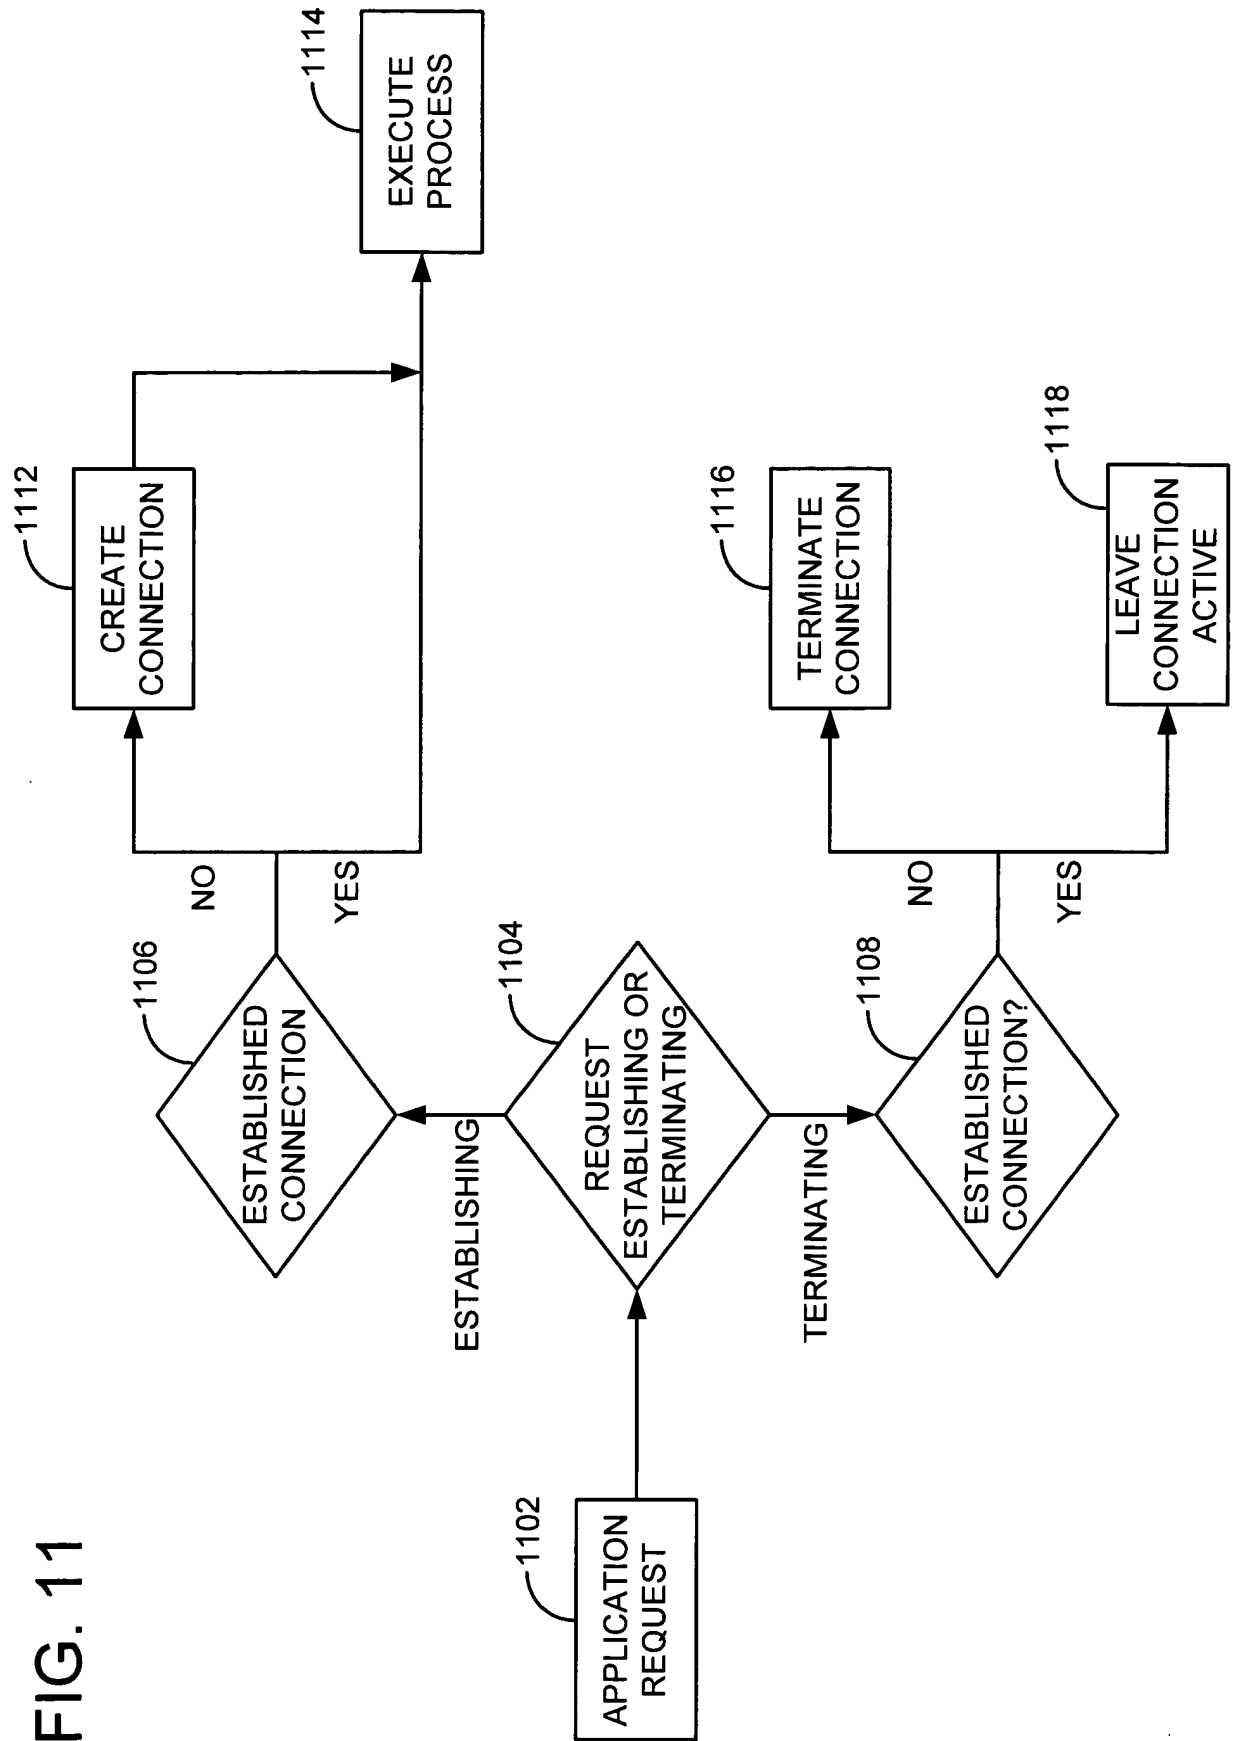 FIG. 11
1102
APPLICATION
REQUEST
1104
REQUEST
ESTABLISHING OR
TERMINATING
ESTABLISHING
TERMINATING
1106
ESTABLISHED
CONNECTION
NO
YES
1112
CREATE
CONNECTION
1114
EXECUTE
PROCESS
1108
ESTABLISHED
CONNECTION?
NO
YES
1116
TERMINATE
CONNECTION
1118
LEAVE
CONNECTION
ACTIVE